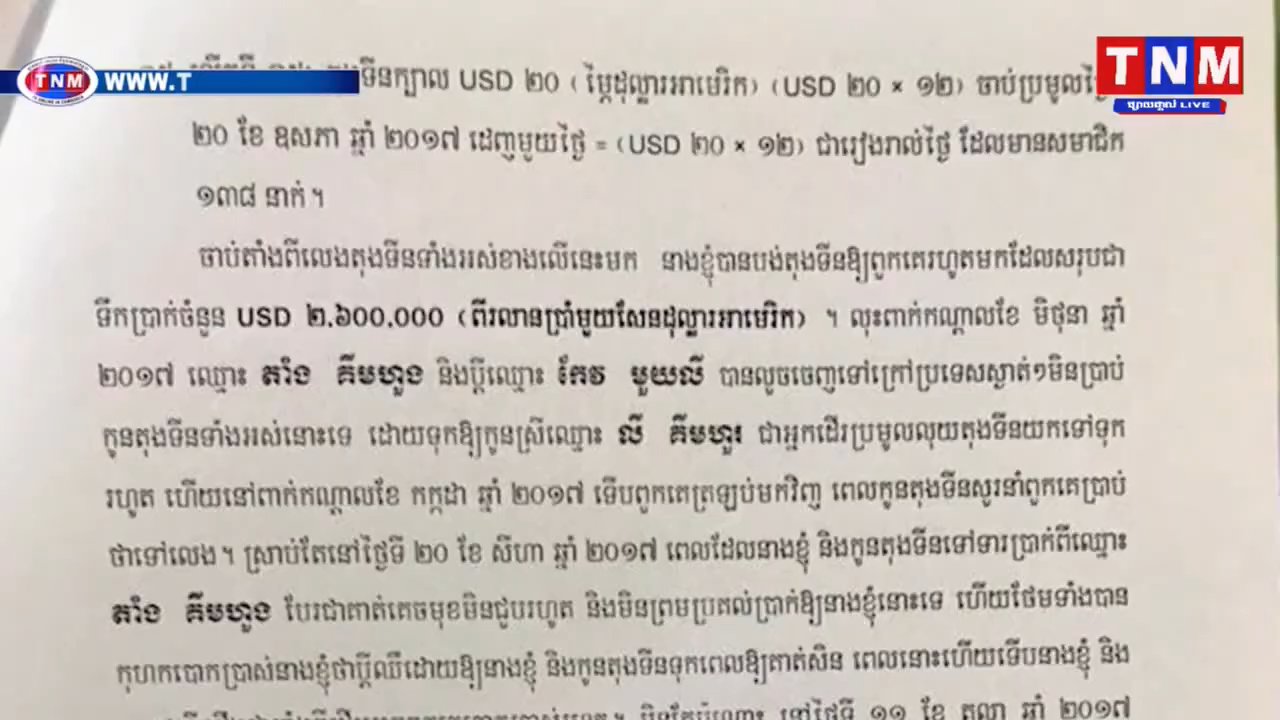 WWW.T
TNM
TNM
LIVE
ទីនក្បាល USD ២០ (ម្ភៃដុល្លារអាមេរិក) (USD ២០ × ១២) ចាប់ប្រមូលថ្ងៃ
២០ ខែ ឧសភា ឆ្នាំ ២០១៧ ដេញមួយថ្ងៃ = (USD ២០ × ១២) ជារៀងរាល់ថ្ងៃ ដែលមានសមាជិក
១៣៨ នាក់ ។
ចាប់តាំងពីលេងតុងទីនទាំងអស់ខាងលើនេះមក នាងខ្ញុំបានបង់តុងទីនឱ្យពួកគេរហូតមកដែលសរុបជា
ទឹកប្រាក់ចំនួន USD ២.៦០០.០០០ (ពីរលានប្រាំមួយសែនដុល្លារអាមេរិក) ។ លុះពាក់កណ្តាលខែ មិថុនា ឆ្នាំ
២០១៧ ឈ្មោះ តាំង គីមហួង និងប្តីឈ្មោះ កែវ មួយលី បានលួចចេញទៅក្រៅប្រទេសស្ងាត់ៗមិនប្រាប់
កូនតុងទីនទាំងអស់នោះទេ ដោយទុកឱ្យកូនស្រីឈ្មោះ លី គីមហួរ ជាអ្នកដើរប្រមូលលុយតុងទីនយកទៅទុក
រហូត ហើយនៅពាក់កណ្តាលខែ កក្កដា ឆ្នាំ ២០១៧ ទើបពួកគេត្រឡប់មកវិញ ពេលកូនតុងទីនសួរនាំពួកគេប្រាប់
ថាទៅលេង។ ស្រាប់តែនៅថ្ងៃទី ២០ ខែ សីហា ឆ្នាំ ២០១៧ ពេលដែលនាងខ្ញុំ និងកូនតុងទីនទៅទារប្រាក់ពីឈ្មោះ
តាំង គីមហួង បែរជាគាត់គេចមុខមិនជួបរហូត និងមិនព្រមប្រគល់ប្រាក់ឱ្យនាងខ្ញុំនោះទេ ហើយថែមទាំងបាន
កុហកបោកប្រាស់នាងខ្ញុំថាប្តីឈឺដោយឱ្យនាងខ្ញុំ និងកូនតុងទីនទុកពេលឱ្យគាត់សិន ពេលនោះហើយទើបនាងខ្ញុំ និង
នៅថ្ងៃទី ១១ ខែ តុលា ឆ្នាំ ២០១៧